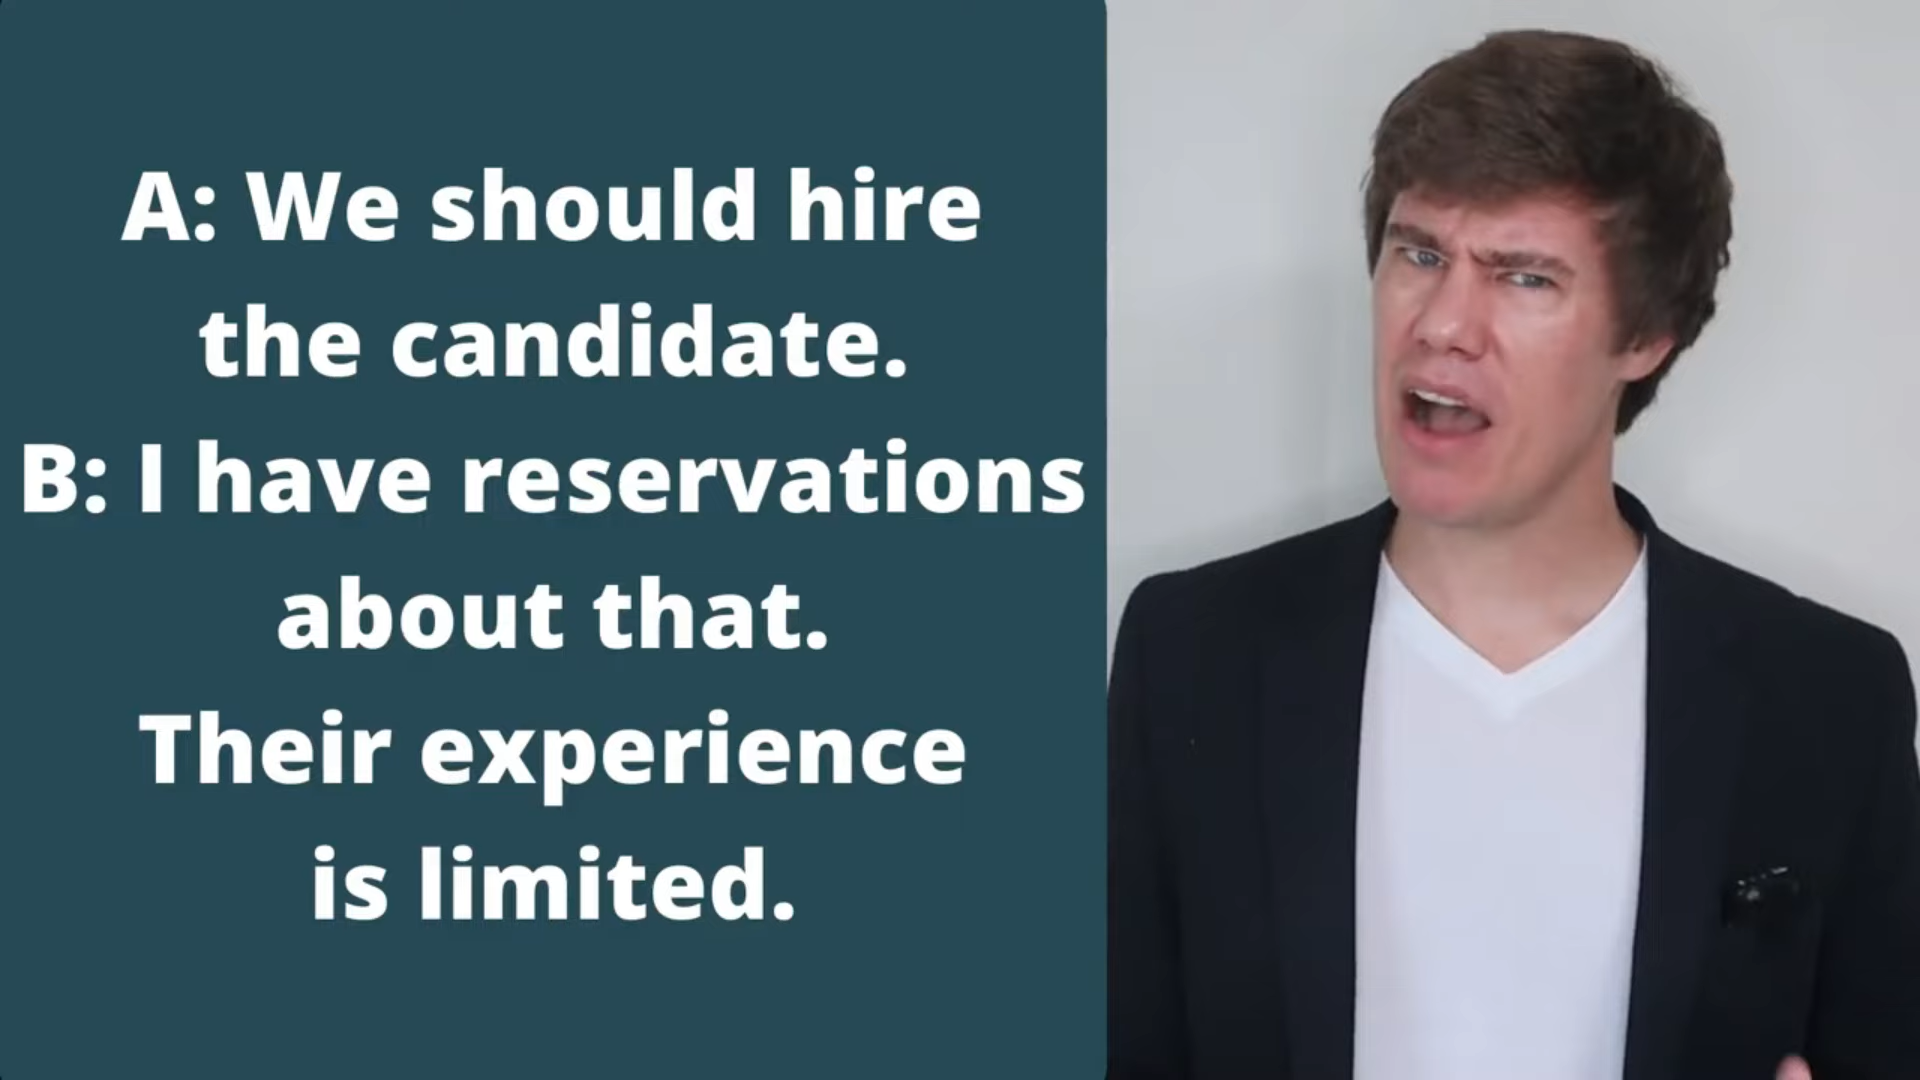 A: We should hire
the candidate.
B: I have reservations
about that.
Their experience
is limited.